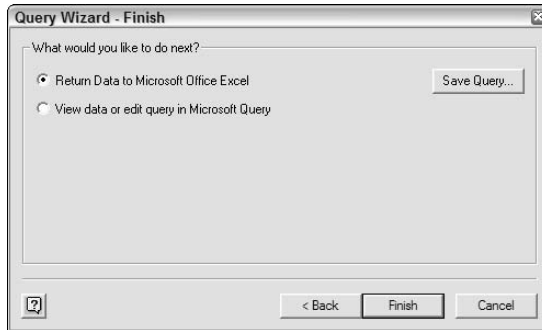 Query Wizard - Finish
What would you like to do next?
Return Data to Microsoft Office Excel
Save Query...
View data or edit query in Microsoft Query
?
< Back
Finish
Cancel